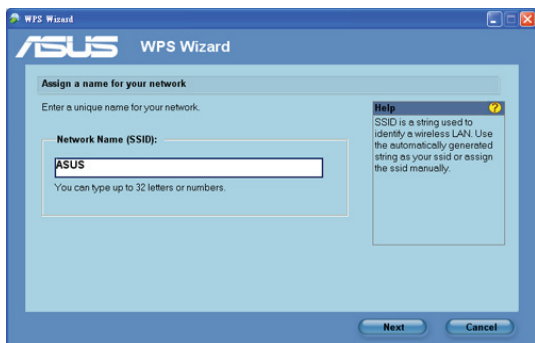 WPS Wizard
ASUS WPS Wizard
Assign a name for your network
Enter a unique name for your network.
Network Name (SSID):
ASUS
You can type up to 32 letters or numbers.
Help ?
SSID is a string used to
identify a wireless LAN. Use
the automatically generated
string as your ssid or assign
the ssid manually.
Next Cancel